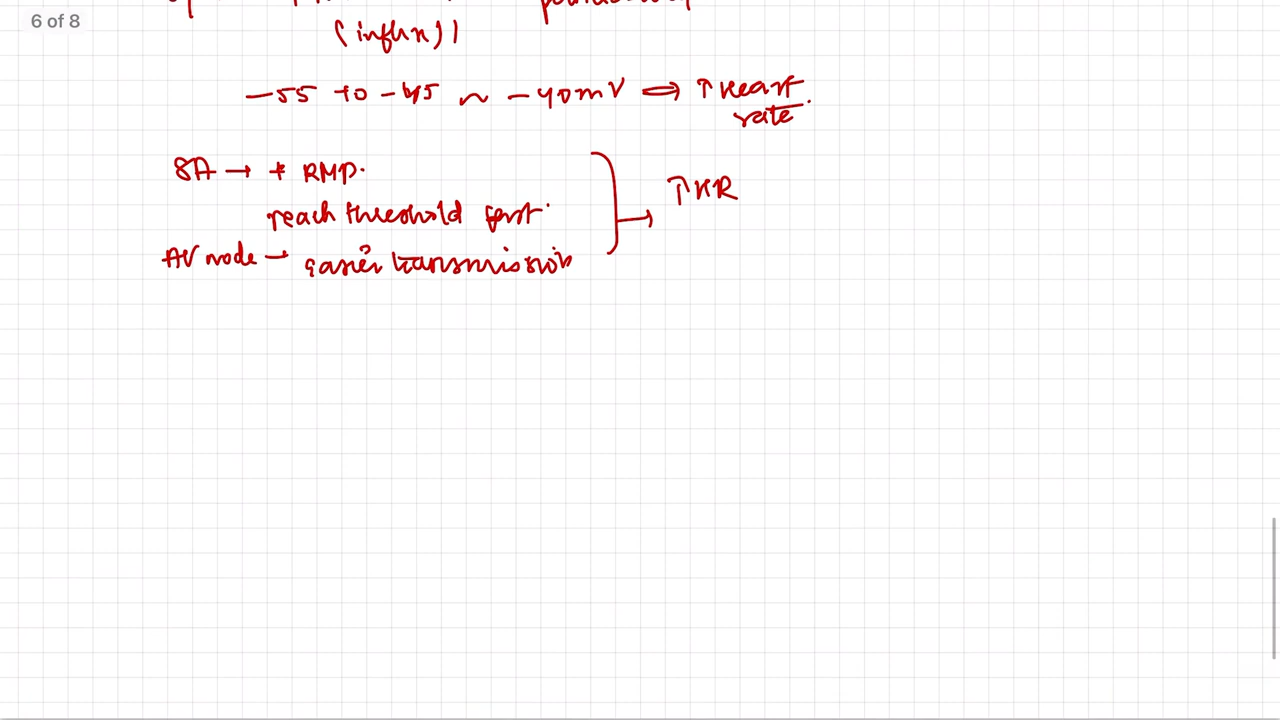 6 of 8
(influx))
-55 to -45 ~ -40mV ⇒ ↑ Heart
rate.
SA → + RMP.
reach threshold fast. → ↑HR
AV node → easier transmission